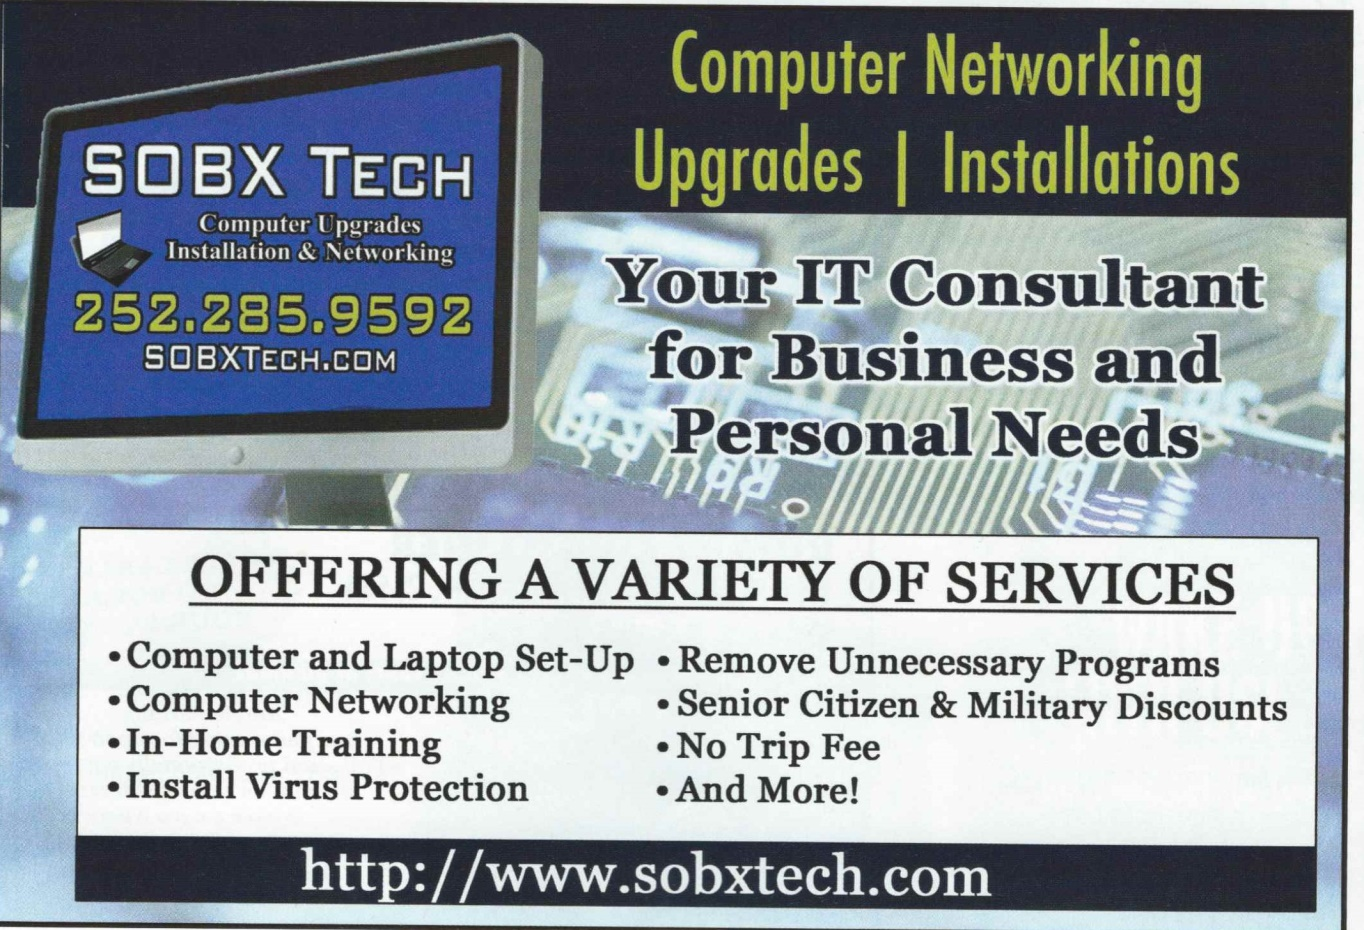 SOBX TECH
Computer Upgrades
Installation & Networking
252.285.9592
SOBXTECH.COM
Computer Networking
Upgrades | Installations
Your IT Consultant
for Business and
Personal Needs
OFFERING A VARIETY OF SERVICES
• Computer and Laptop Set-Up
• Computer Networking
• In-Home Training
• Install Virus Protection
• Remove Unnecessary Programs
• Senior Citizen & Military Discounts
• No Trip Fee
• And More!
http://www.sobxtech.com